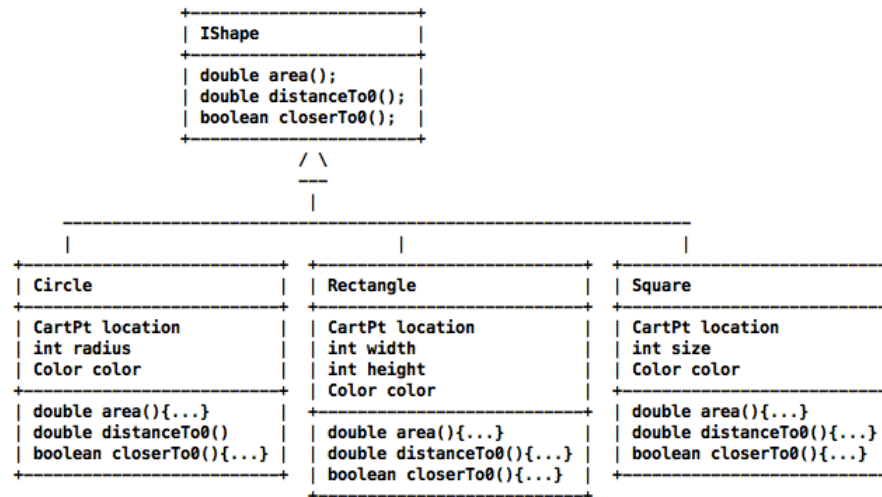 IShape
double area();
double distanceTo0();
boolean closerTo0();
Circle
CartPt location
int radius
Color color
double area(){...}
double distanceTo0()
boolean closerTo0(){...}
Rectangle
CartPt location
int width
int height
Color color
double area(){...}
double distanceTo0(){...}
boolean closerTo0(){...}
Square
CartPt location
int size
Color color
double area(){...}
double distanceTo0(){...}
boolean closerTo0(){...}